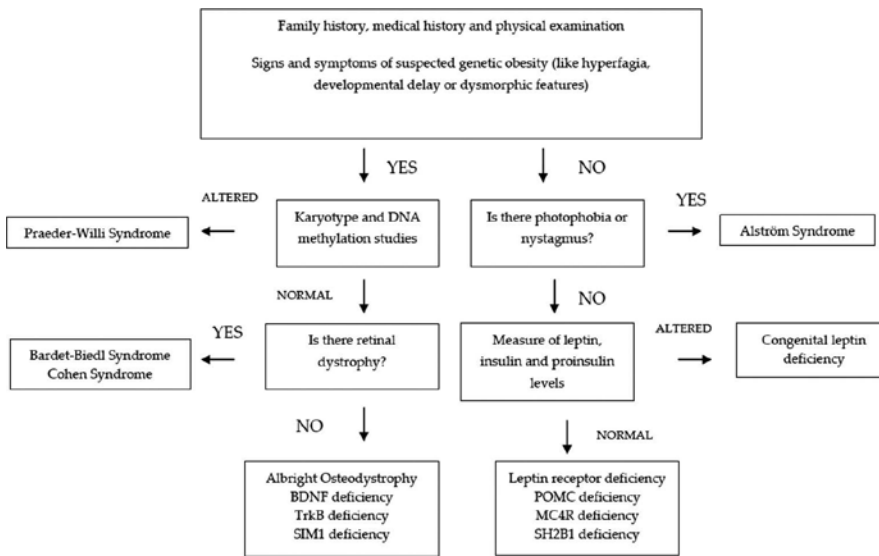 Family history, medical history and physical examination
Signs and symptoms of suspected genetic obesity (like hyperfagia,
developmental delay or dysmorphic features)
YES
NO
ALTERED
YES
Praeder-Willi Syndrome
Karyotype and DNA
methylation studies
Is there photophobia or
nystagmus?
Alström Syndrome
NORMAL
NO
YES
ALTERED
Bardet-Biedl Syndrome
Cohen Syndrome
Is there retinal
dystrophy?
Measure of leptin,
insulin and proinsulin
levels
Congenital leptin
deficiency
NO
NORMAL
Albright Osteodystrophy
BDNF deficiency
TrkB deficiency
SIM1 deficiency
Leptin receptor deficiency
POMC deficiency
MC4R deficiency
SH2B1 deficiency